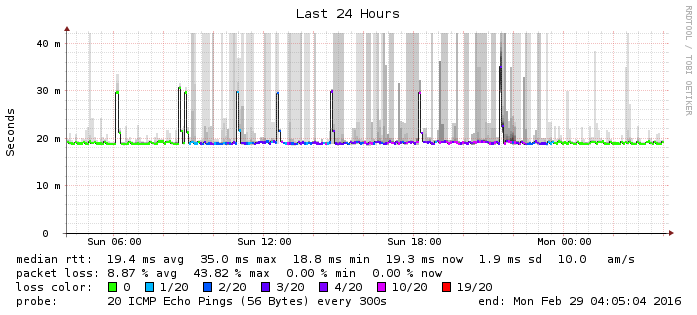 Last 24 Hours
RRDTOOL / TOBI OETIKER
Seconds
40 m
30 m
20 m
10 m
0
Sun 06:00 Sun 12:00 Sun 18:00 Mon 00:00
median rtt: 19.4 ms avg 35.0 ms max 18.8 ms min 19.3 ms now 1.9 ms sd 10.0 am/s
packet loss: 8.87 % avg 43.82 % max 0.00 % min 0.00 % now
loss color: 0 1/20 2/20 3/20 4/20 10/20 19/20
probe: 20 ICMP Echo Pings (56 Bytes) every 300s end: Mon Feb 29 04:05:04 2016